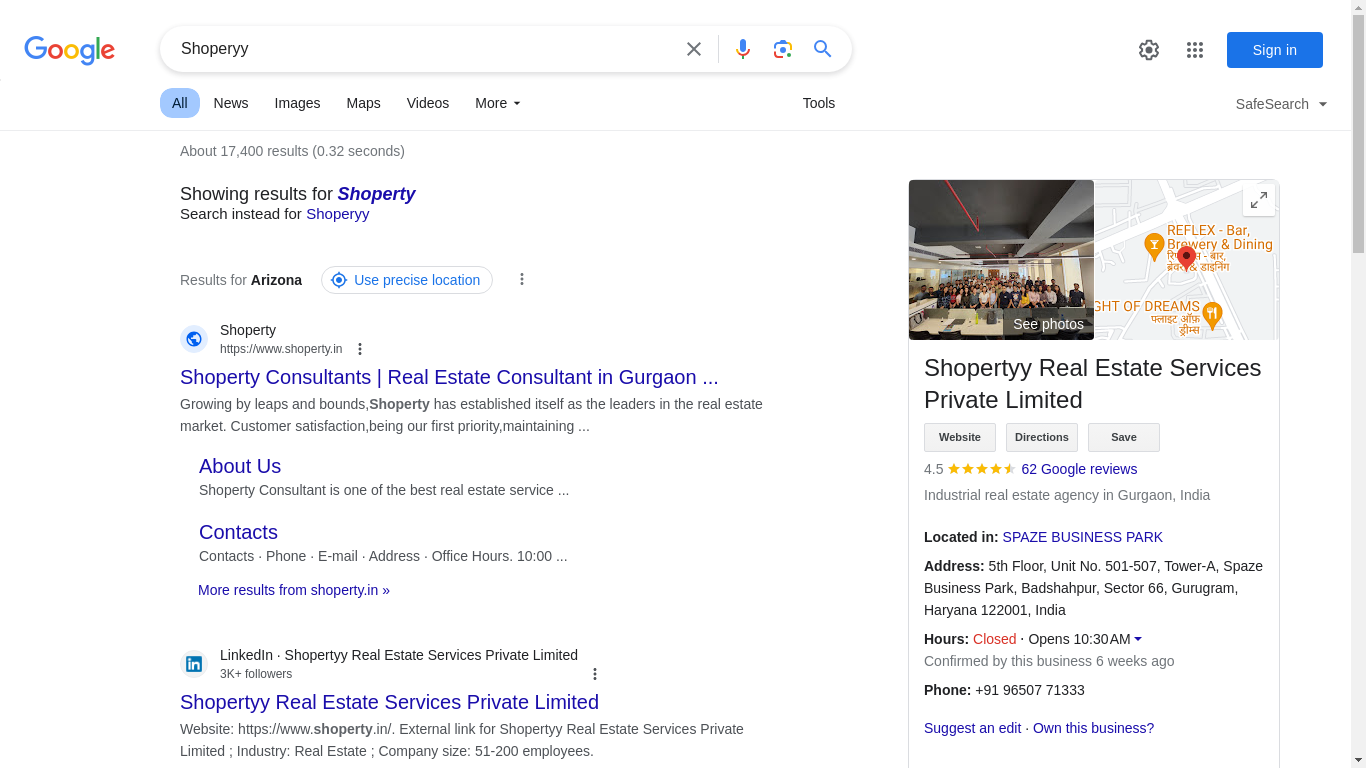 Google
Shoperyy
Sign in
All
News
Images
Maps
Videos
More
Tools
SafeSearch
About 17,400 results (0.32 seconds)
Showing results for Shoperty
Search instead for Shoperyy
Results for Arizona
Use precise location
Shoperty
https://www.shoperty.in
Shoperty Consultants | Real Estate Consultant in Gurgaon ...
Growing by leaps and bounds,Shoperty has established itself as the leaders in the real estate
market. Customer satisfaction,being our first priority,maintaining ...
About Us
Shoperty Consultant is one of the best real estate service ...
Contacts
Contacts · Phone · E-mail · Address · Office Hours. 10:00 ...
More results from shoperty.in »
LinkedIn · Shopertyy Real Estate Services Private Limited
3K+ followers
Shopertyy Real Estate Services Private Limited
Website: https://www.shoperty.in/. External link for Shopertyy Real Estate Services Private
Limited ; Industry: Real Estate ; Company size: 51-200 employees.
See photos
REFLEX - Bar,
Brewery & Dining
बार,
डाइनिंग
GHT OF DREAMS
फ्लाइट ऑफ़
ड्रीम्स
Shopertyy Real Estate Services
Private Limited
Website
Directions
Save
4.5
62 Google reviews
Industrial real estate agency in Gurgaon, India
Located in: SPAZE BUSINESS PARK
Address: 5th Floor, Unit No. 501-507, Tower-A, Spaze
Business Park, Badshahpur, Sector 66, Gurugram,
Haryana 122001, India
Hours: Closed ⋅ Opens 10:30 AM
Confirmed by this business 6 weeks ago
Phone: +91 96507 71333
Suggest an edit · Own this business?